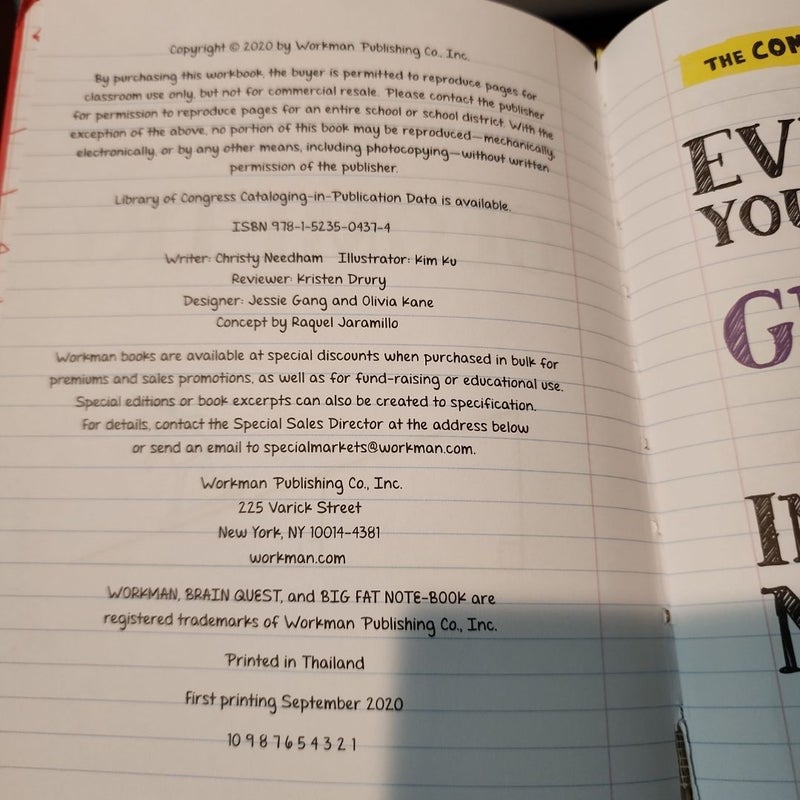 Copyright © 2020 by Workman Publishing Co., Inc.
By purchasing this workbook, the buyer is permitted to reproduce pages for
classroom use only, but not for commercial resale. Please contact the publisher
for permission to reproduce pages for an entire school or school district. With the
exception of the above, no portion of this book may be reproduced—mechanically,
electronically, or by any other means, including photocopying—without written
permission of the publisher.
Library of Congress Cataloging-in-Publication Data is available.
ISBN 978-1-5235-0437-4
Writer: Christy Needham Illustrator: Kim Ku
Reviewer: Kristen Drury
Designer: Jessie Gang and Olivia Kane
Concept by Raquel Jaramillo
Workman books are available at special discounts when purchased in bulk for
premiums and sales promotions, as well as for fund-raising or educational use.
Special editions or book excerpts can also be created to specification.
For details, contact the Special Sales Director at the address below
or send an email to specialmarkets@workman.com.
Workman Publishing Co., Inc.
225 Varick Street
New York, NY 10014-4381
workman.com
WORKMAN, BRAIN QUEST, and BIG FAT NOTE-BOOK are
registered trademarks of Workman Publishing Co., Inc.
Printed in Thailand
First printing September 2020
10 9 8 7 6 5 4 3 2 1
THE COM
EV
YOU
G
IN